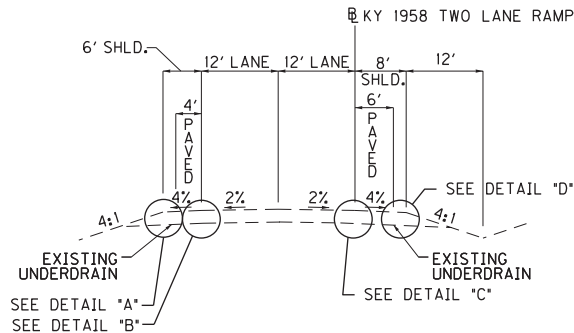 BL KY 1958 TWO LANE RAMP
6' SHLD.
12' LANE
12' LANE
8'
SHLD.
12'
4'
PAVED
6'
PAVED
SEE DETAIL "D"
4%
2%
2%
4%
4:1
4:1
EXISTING
UNDERDRAIN
EXISTING
UNDERDRAIN
SEE DETAIL "A"
SEE DETAIL "B"
SEE DETAIL "C"